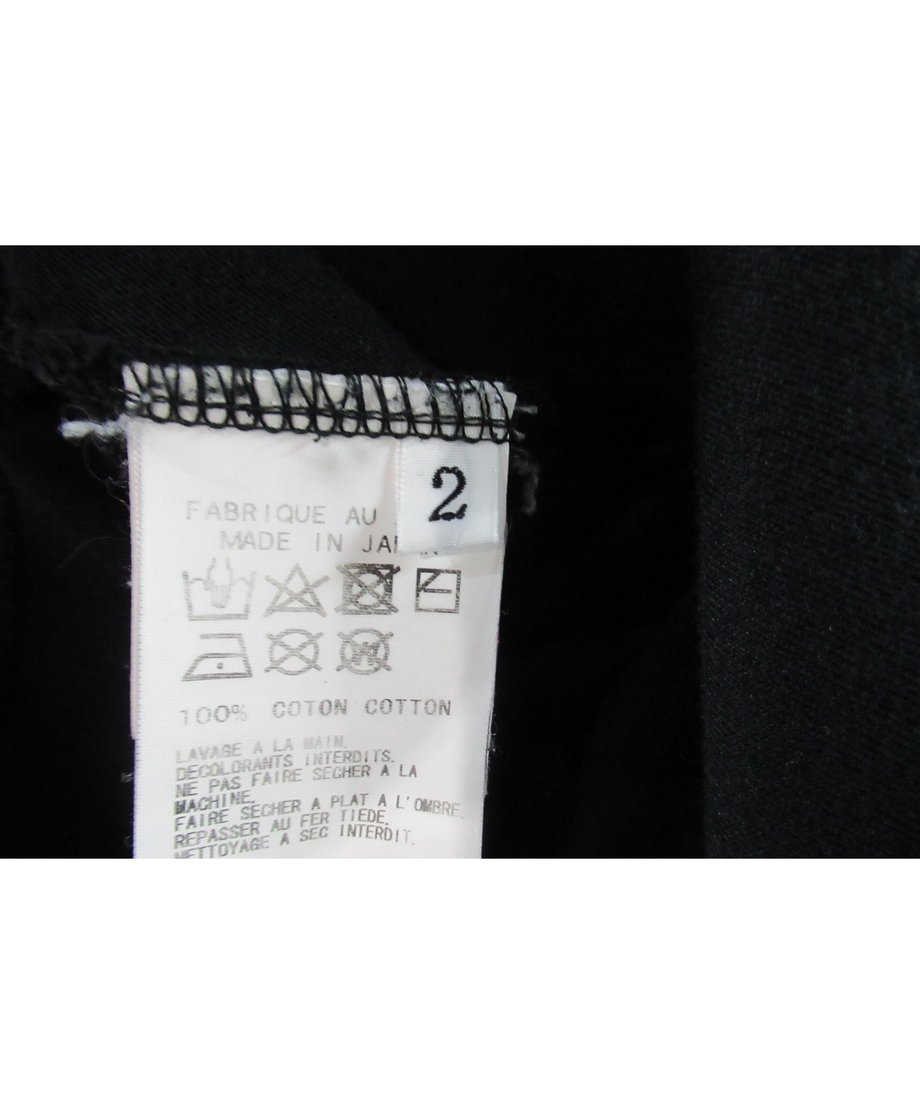 2
FABRIQUE AU
MADE IN
100% COTON COTTON
LAVAGE A LA MAIN.
DECOLORANTS INTERDITS.
NE PAS FAIRE SECHER A LA
MACHINE.
FAIRE SECHER A PLAT A L'OMBRE.
REPASSER AU FER TIEDE.
NETTOYAGE A SEC INTERDIT.